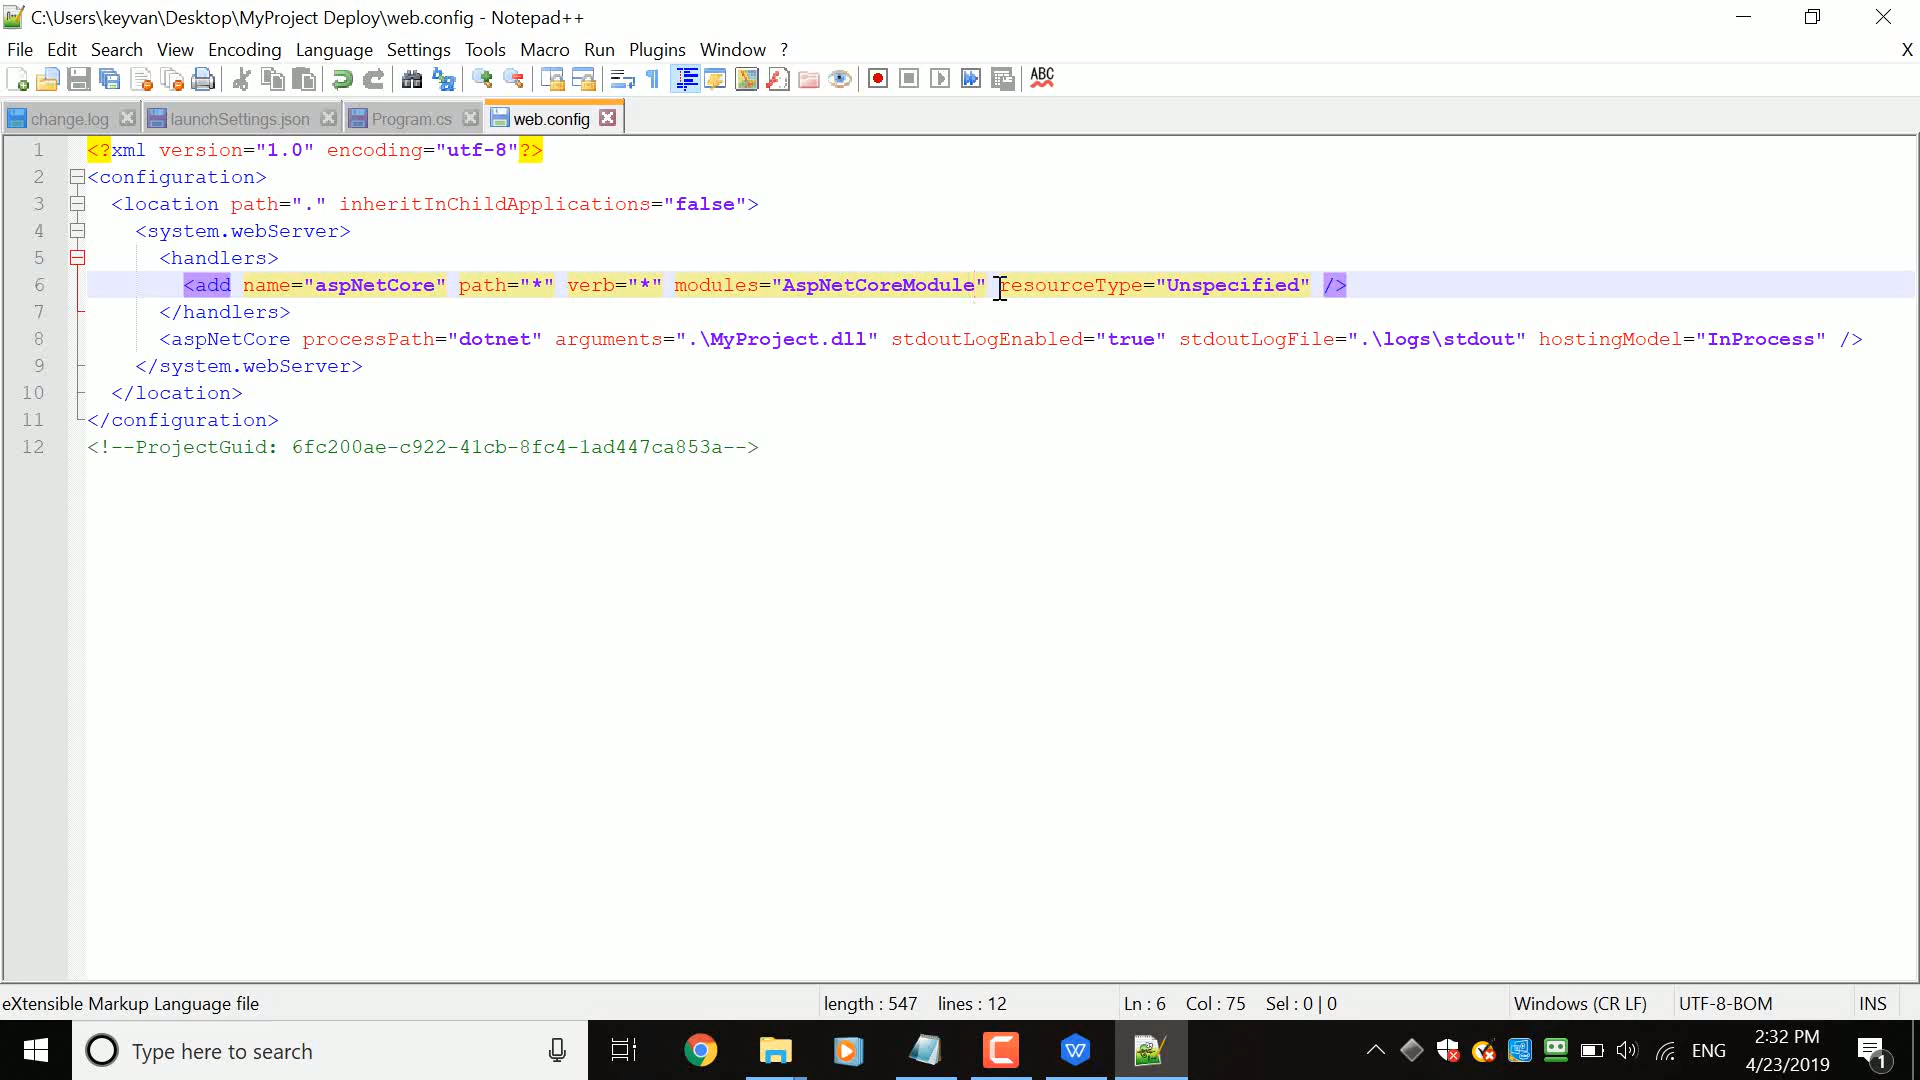 C:\Users\keyvan\Desktop\MyProject Deploy\web.config - Notepad++
File Edit Search View Encoding Language Settings Tools Macro Run Plugins Window ? X
ABC
change.log launchSettings.json Program.cs web.config
1 <?xml version="1.0" encoding="utf-8"?>
2 <configuration>
3 <location path="." inheritInChildApplications="false">
4 <system.webServer>
5 <handlers>
6 <add name="aspNetCore" path="*" verb="*" modules="AspNetCoreModule" resourceType="Unspecified" />
7 </handlers>
8 <aspNetCore processPath="dotnet" arguments=".\MyProject.dll" stdoutLogEnabled="true" stdoutLogFile=".\logs\stdout" hostingModel="InProcess" />
9 </system.webServer>
10 </location>
11 </configuration>
12 <!--ProjectGuid: 6fc200ae-c922-41cb-8fc4-1ad447ca853a-->
eXtensible Markup Language file length : 547 lines : 12 Ln : 6 Col : 75 Sel : 0 | 0 Windows (CR LF) UTF-8-BOM INS
Type here to search ENG 2:32 PM
4/23/2019 1